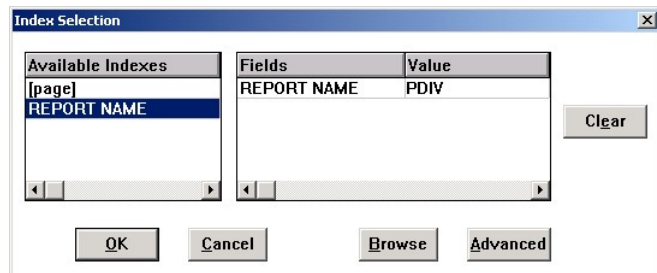 Index Selection
Available Indexes
[page]
REPORT NAME
Fields Value
REPORT NAME PDIV
Clear
OK Cancel Browse Advanced